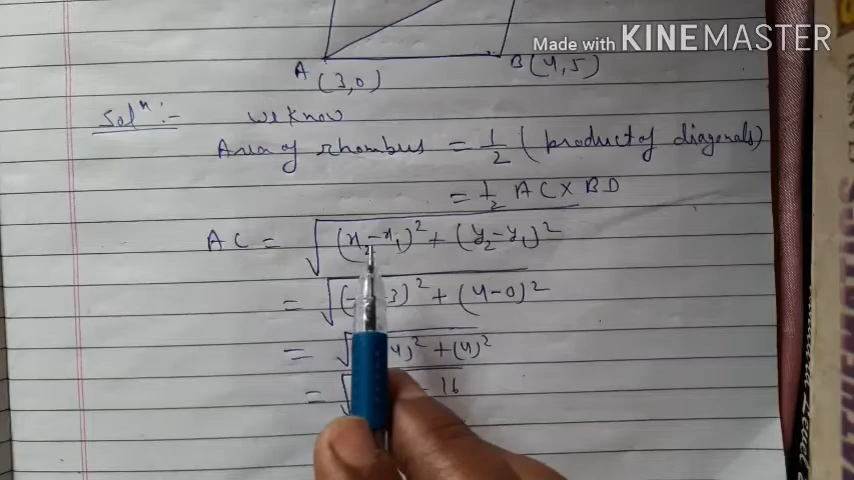 Made with KINEMASTER
A (3,0) B (4,5)
Solⁿ :- We know
Area of rhombus = 1/2 (product of diagonals)
= 1/2 AC X BD
AC = √(x₂-x₁)² + (y₂-y₁)²
= √(- 3)² + (4-0)²
= √ 4)² + (4)²
= √ 16